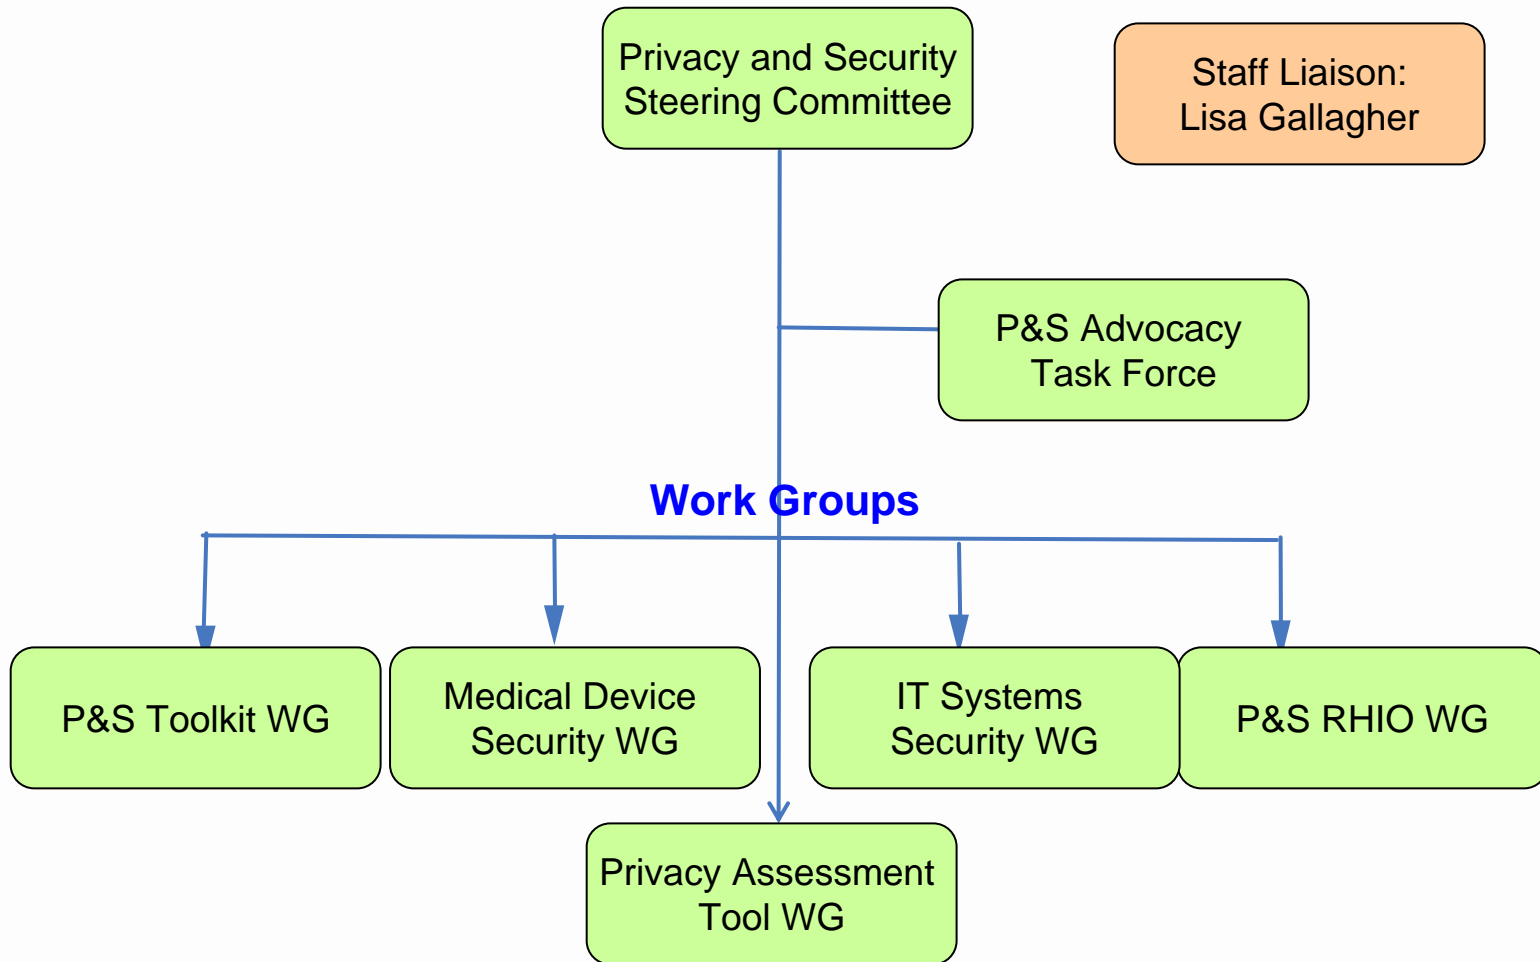 Privacy and Security
Steering Committee
Staff Liaison:
Lisa Gallagher
P&S Advocacy
Task Force
Work Groups
P&S Toolkit WG
Medical Device
Security WG
IT Systems
Security WG
P&S RHIO WG
Privacy Assessment
Tool WG